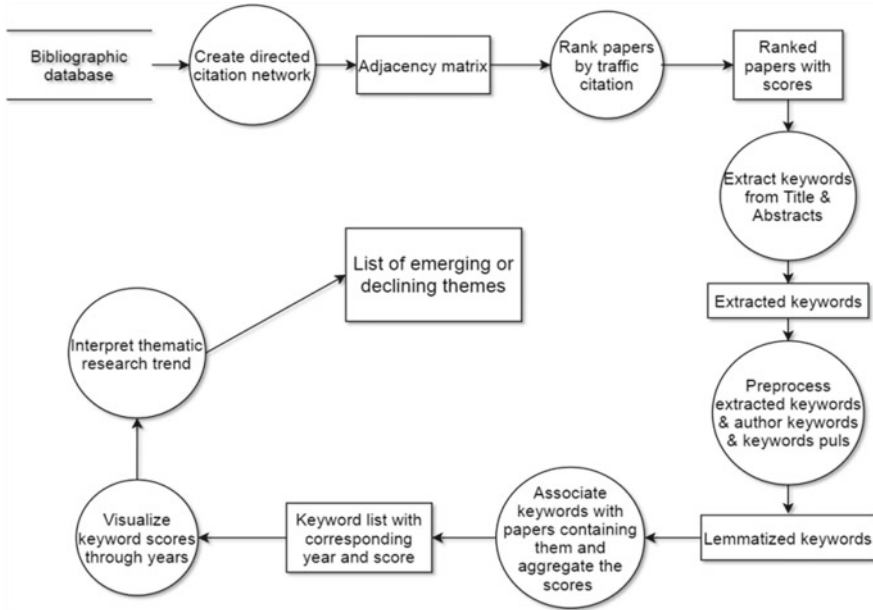 Bibliographic
database
Create directed
citation network
Adjacency matrix
Rank papers
by traffic
citation
Ranked
papers with
scores
Extract keywords
from Title &
Abstracts
Extracted keywords
Preprocess
extracted keywords
& author keywords
& keywords puls
Lemmatized keywords
Associate
keywords with
papers containing
them and
aggregate the
scores
Keyword list with
corresponding
year and score
Visualize
keyword scores
through years
Interpret thematic
research trend
List of emerging or
declining themes